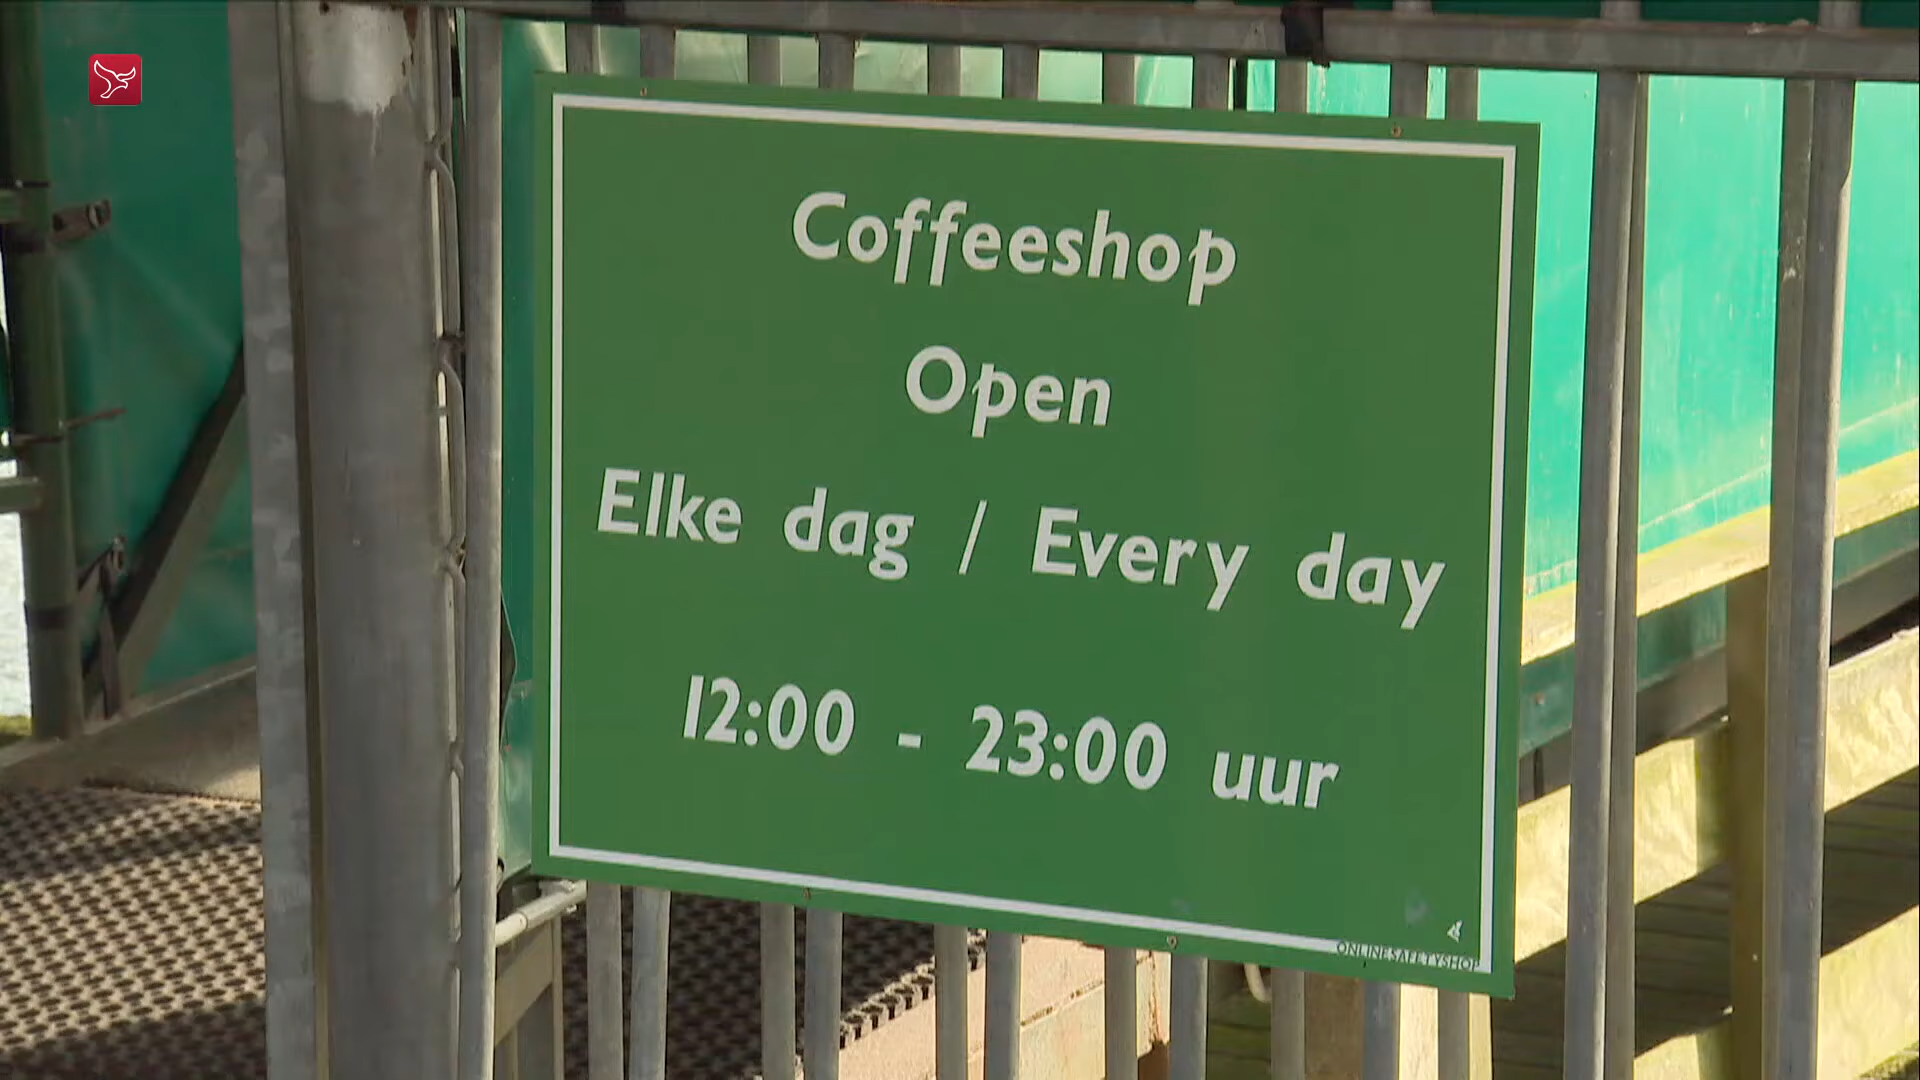 Coffeeshop
Open
Elke dag / Every day
12:00 - 23:00 uur
ONLINESAFETYSHOP